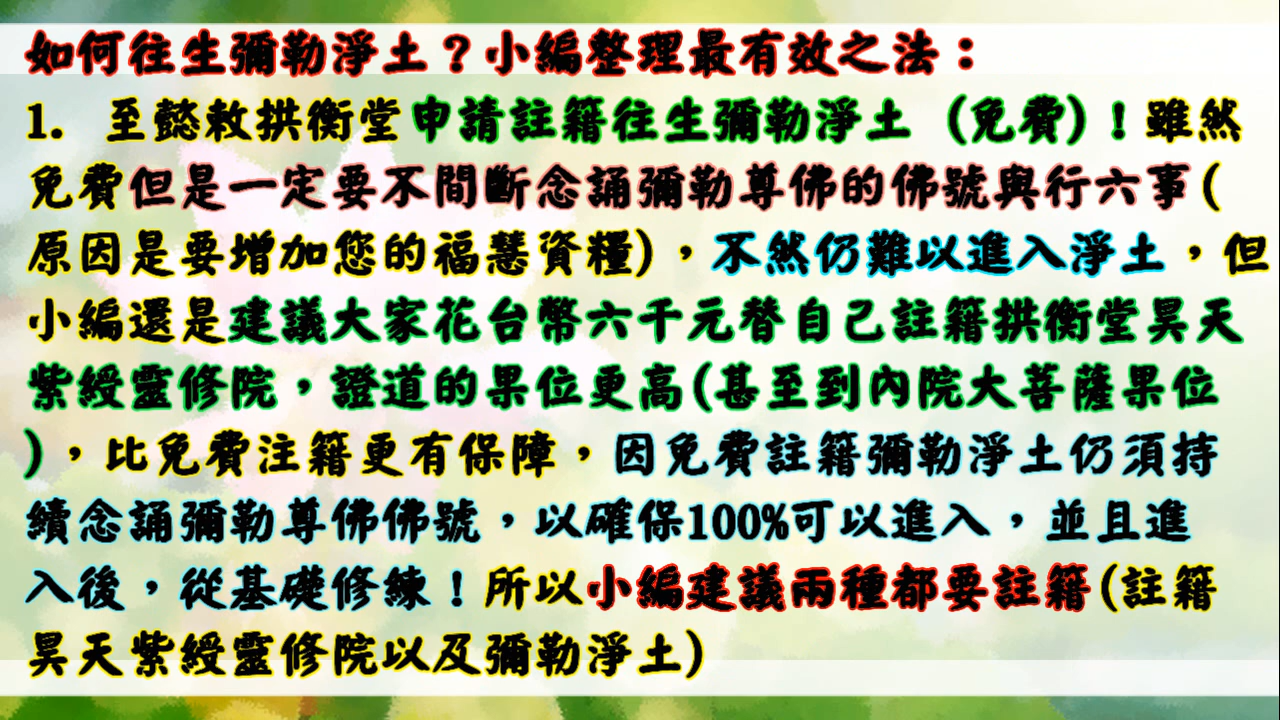 如何往生彌勒淨土？小編整理最有效之法：
1. 至懿敕拱衡堂申請註籍往生彌勒淨土 (免費)！雖然
免費但是一定要不間斷念誦彌勒尊佛的佛號與行六事(
原因是要增加您的福慧資糧)，不然仍難以進入淨土，但
小編還是建議大家花台幣六千元替自己註籍拱衡堂昊天
紫綬靈修院，證道的果位更高(甚至到內院大菩薩果位
)，比免費注籍更有保障，因免費註籍彌勒淨土仍須持
續念誦彌勒尊佛佛號，以確保100%可以進入，並且進
入後，從基礎修練！所以小編建議兩種都要註籍(註籍
昊天紫綬靈修院以及彌勒淨土)